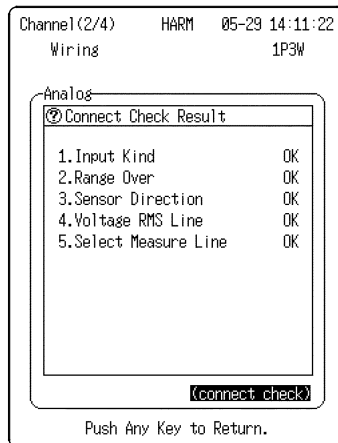 Channel(2/4) HARM 05-29 14:11:22
Wiring 1P3W
Analog
?Connect Check Result
1.Input Kind OK
2.Range Over OK
3.Sensor Direction OK
4.Voltage RMS Line OK
5.Select Measure Line OK
(connect check)
Push Any Key to Return.